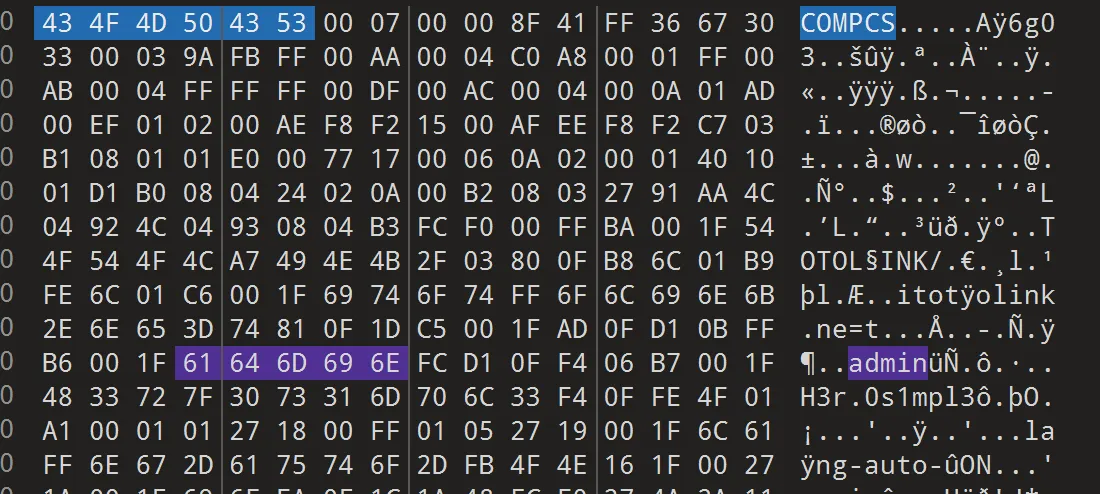 0 43 4F 4D 50 43 53 00 07 00 00 8F 41 FF 36 67 30 COMPCS.....Aÿ6g0
0 33 00 03 9A FB FF 00 AA 00 04 C0 A8 00 01 FF 00 3..šûÿ.ª..À¨..ÿ.
0 AB 00 04 FF FF FF 00 DF 00 AC 00 04 00 0A 01 AD «..ÿÿÿ.ß.¬.....-
0 00 EF 01 02 00 AE F8 F2 15 00 AF EE F8 F2 C7 03 .ï...®øò..¯îøòÇ.
0 B1 08 01 01 E0 00 77 17 00 06 0A 02 00 01 40 10 ±...à.w.......@.
0 01 D1 B0 08 04 24 02 0A 00 B2 08 03 27 91 AA 4C .Ñ°..$...²..'‘ªL
0 04 92 4C 04 93 08 04 B3 FC F0 00 FF BA 00 1F 54 .’L.“..³üð.ÿº..T
0 4F 54 4F 4C A7 49 4E 4B 2F 03 80 0F B8 6C 01 B9 OTOL§INK/.€.¸l.¹
0 FE 6C 01 C6 00 1F 69 74 6F 74 FF 6F 6C 69 6E 6B þl.Æ..itotÿolink
0 2E 6E 65 3D 74 81 0F 1D C5 00 1F AD 0F D1 0B FF .ne=t...Å..-.Ñ.ÿ
0 B6 00 1F 61 64 6D 69 6E FC D1 0F F4 06 B7 00 1F ¶..adminüÑ.ô.·..
0 48 33 72 7F 30 73 31 6D 70 6C 33 F4 0F FE 4F 01 H3r.0s1mpl3ô.þO.
0 A1 00 01 01 27 18 00 FF 01 05 27 19 00 1F 6C 61 ¡...'..ÿ..'...la
0 FF 6E 67 2D 61 75 74 6F 2D FB 4F 4E 16 1F 00 27 ÿng-auto-ûON...'